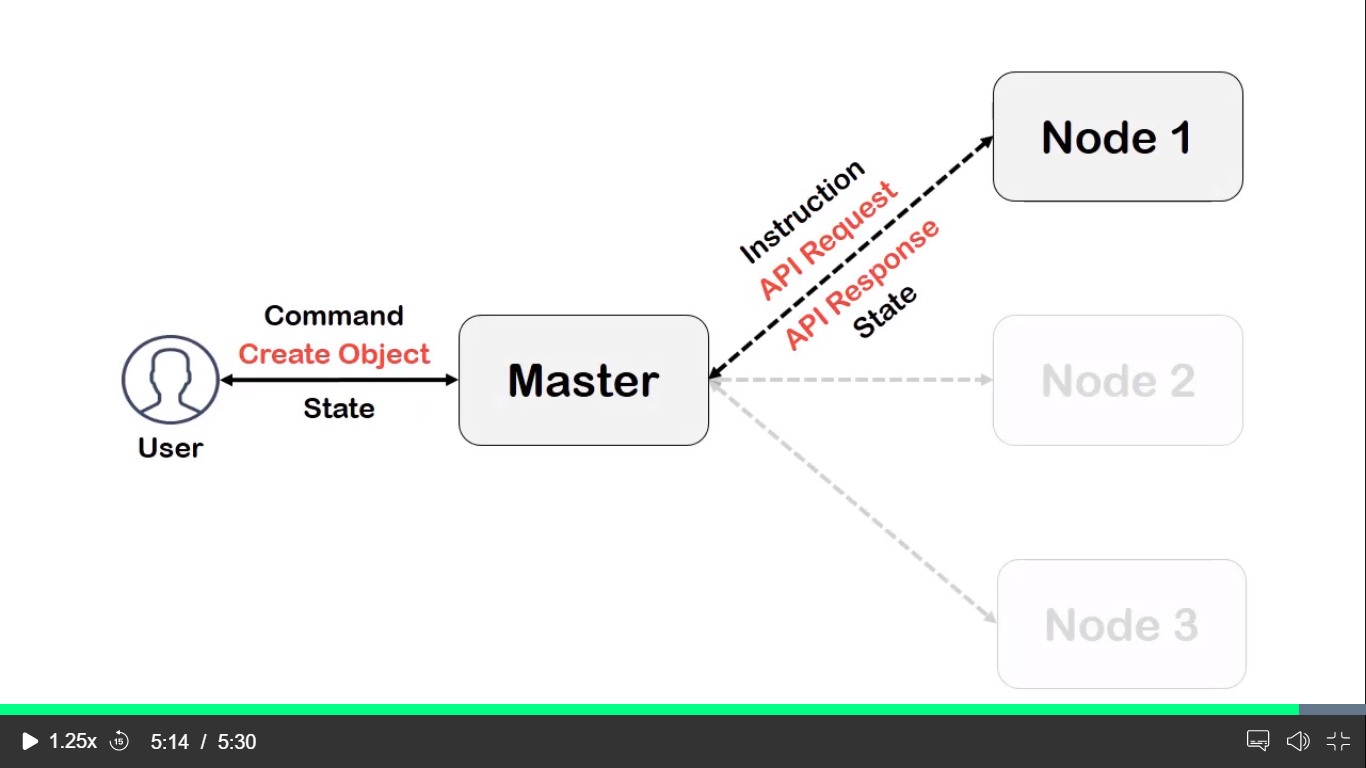 Node 1
Instruction
API Request
API Response
State
Command
Create Object
State
User
Master
Node 2
Node 3
1.25x 15 5:14 / 5:30